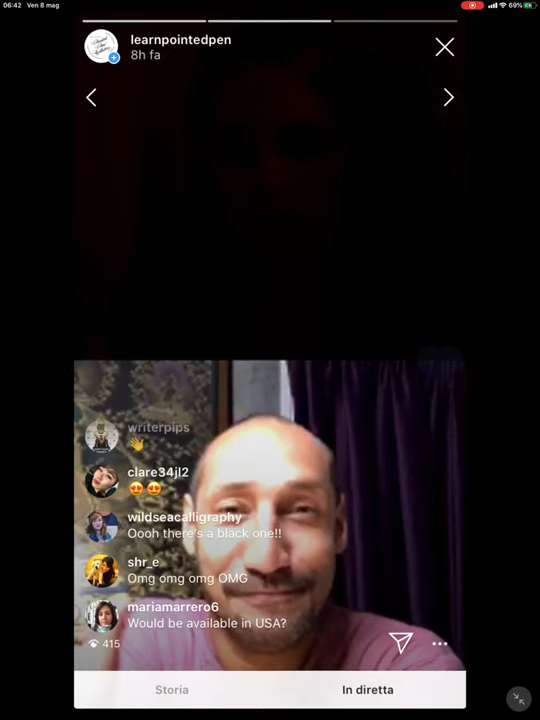 06:42 Ven 8 mag
69%
learnpointedpen
8h fa
writerpips
👋
clare34jl2
😍😍
wildseacalligraphy
Oooh there's a black one!!
shr_e
Omg omg omg OMG
mariamarrero6
Would be available in USA?
415
Storia
In diretta